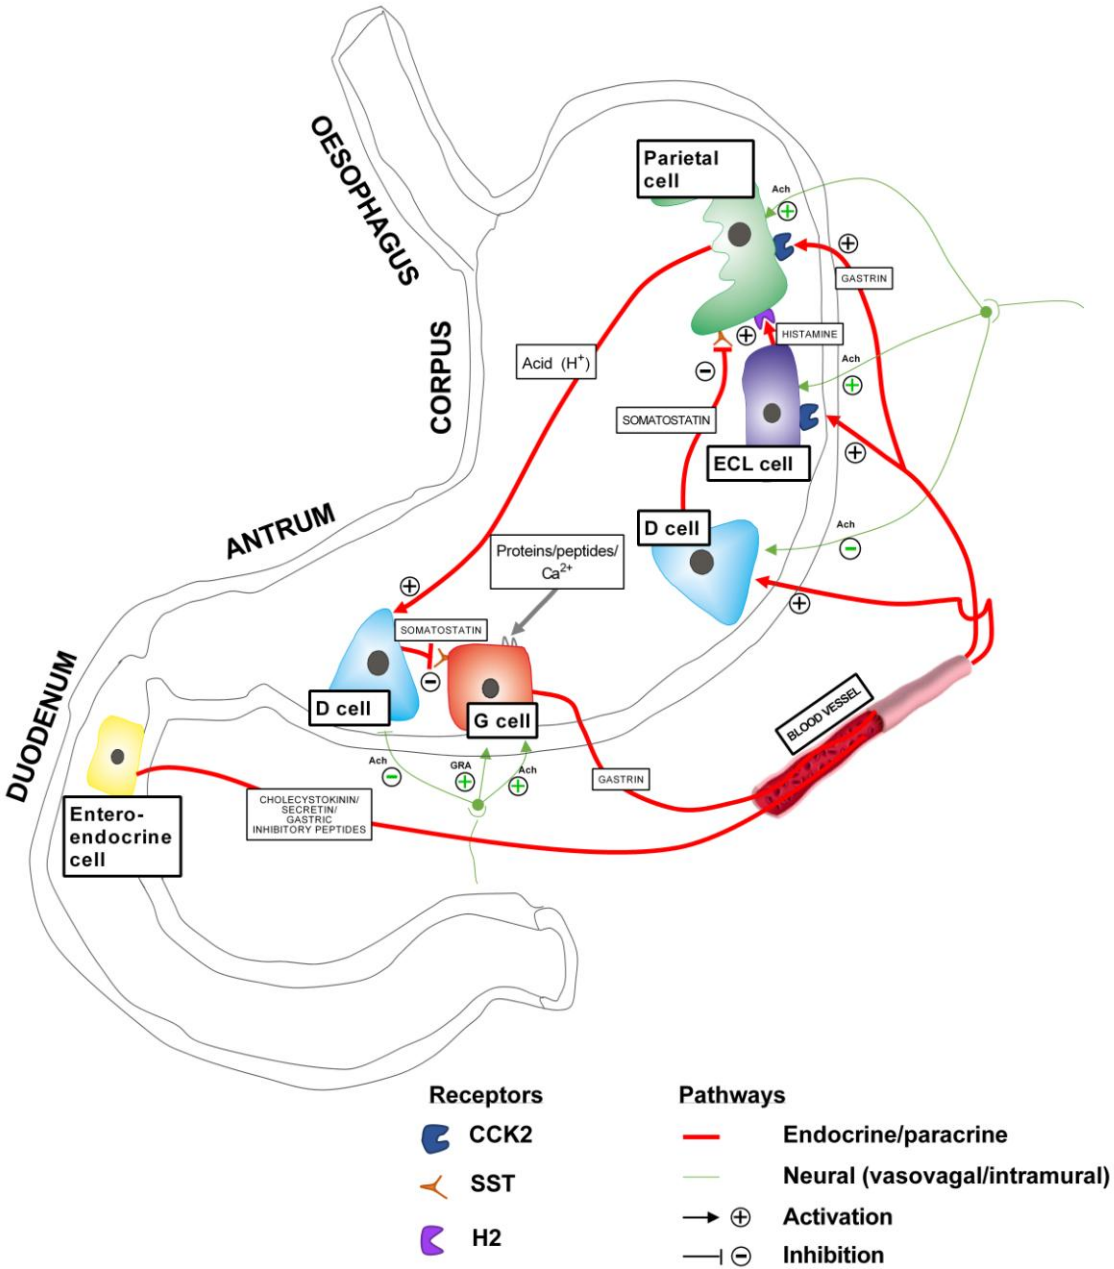 OESOPHAGUS
Parietal
cell
Ach
+
+
GASTRIN
CORPUS
Acid (H⁺)
HISTAMINE
+
−
Ach
+
SOMATOSTATIN
+
ECL cell
ANTRUM
D cell
Ach
−
Proteins/peptides/
Ca²⁺
+
+
SOMATOSTATIN
−
DUODENUM
D cell
G cell
BLOOD VESSEL
Ach
−
GRA
+
Ach
+
GASTRIN
CHOLECYSTOKININ/
SECRETIN/
GASTRIC
INHIBITORY PEPTIDES
Entero-
endocrine
cell
Receptors
CCK2
SST
H2
Pathways
Endocrine/paracrine
Neural (vasovagal/intramural)
+ Activation
− Inhibition